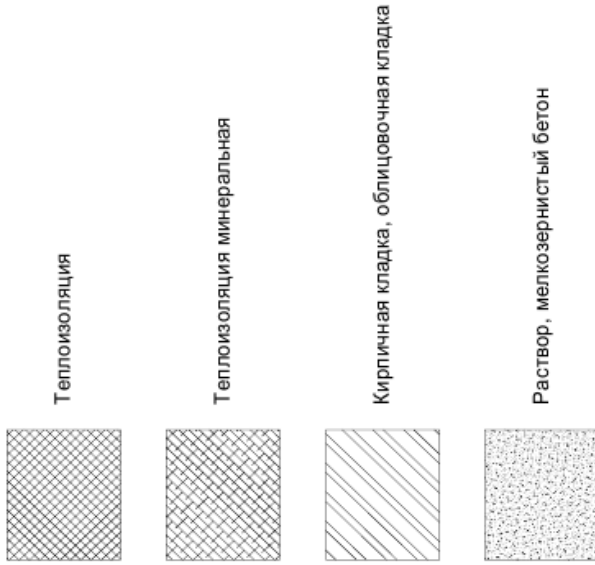 Теплоизоляция
Теплоизоляция минеральная
Кирпичная кладка, облицовочная кладка
Раствор, мелкозернистый бетон